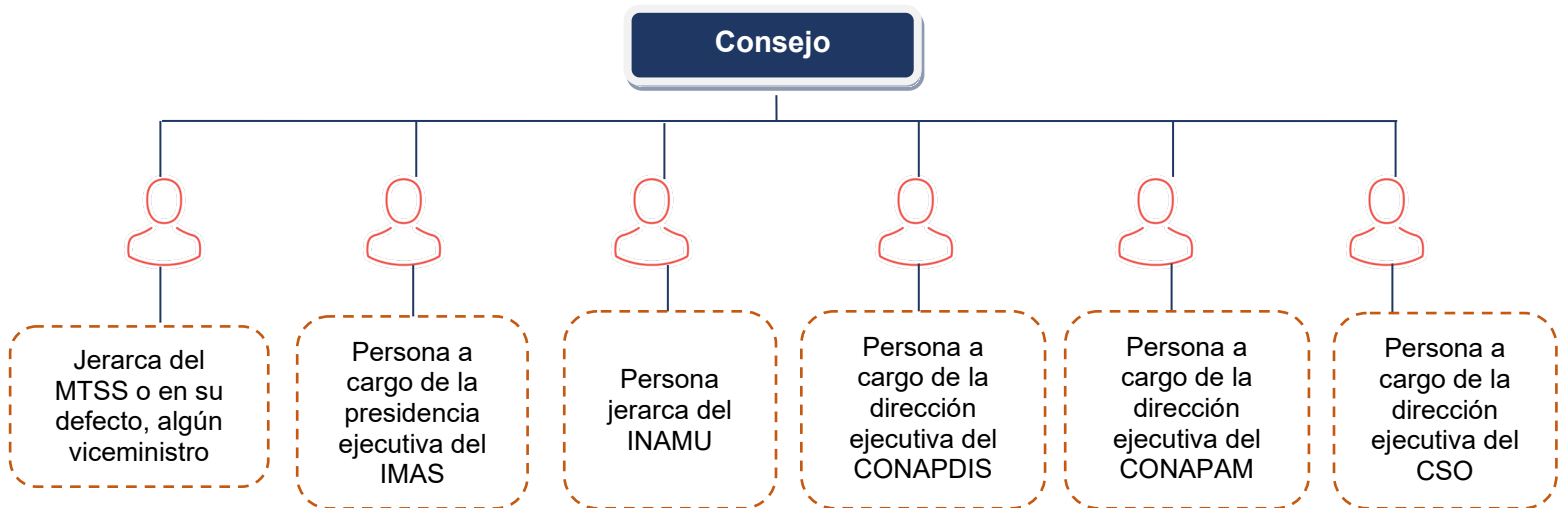 Consejo
Jerarca del
MTSS o en su
defecto, algún
viceministro
Persona a
cargo de la
presidencia
ejecutiva del
IMAS
Persona
jerarca del
INAMU
Persona a
cargo de la
dirección
ejecutiva del
CONAPDIS
Persona a
cargo de la
dirección
ejecutiva del
CONAPAM
Persona a
cargo de la
dirección
ejecutiva del
CSO